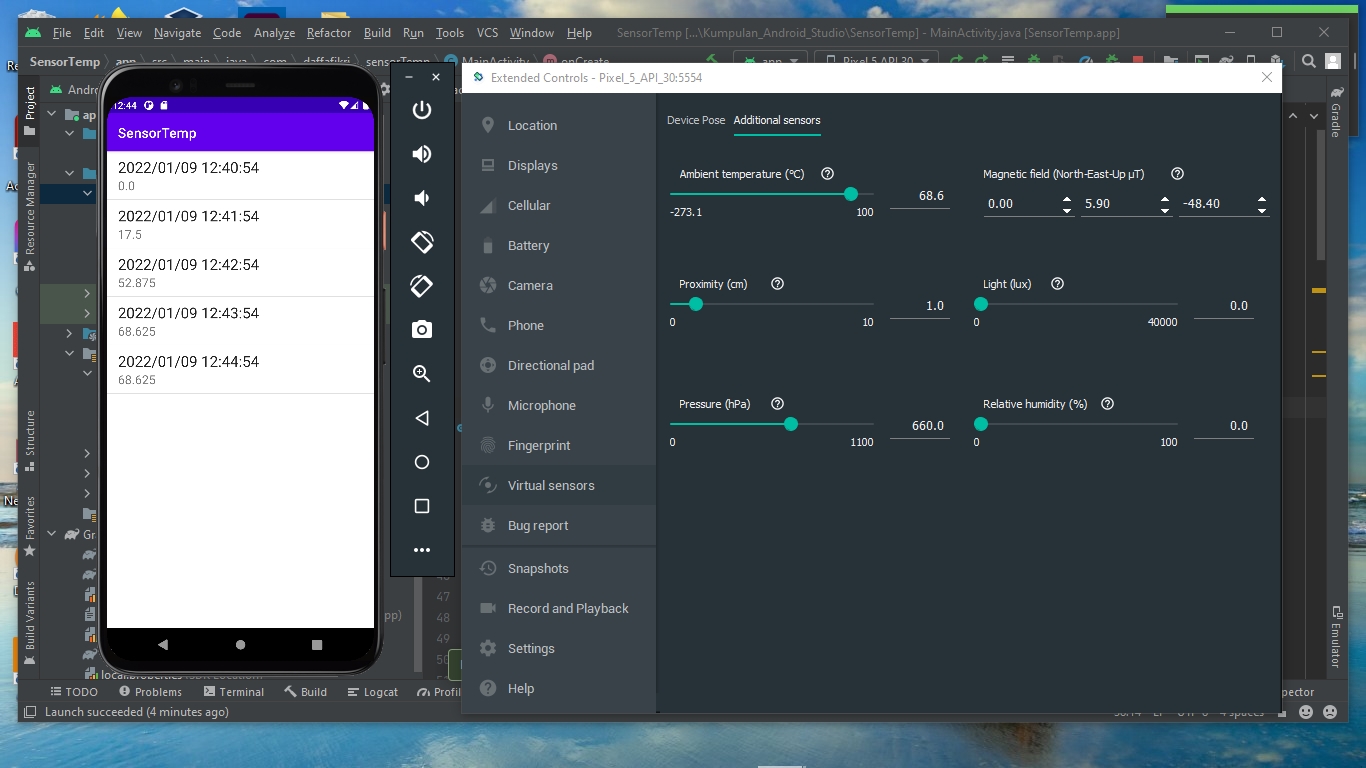 File Edit View Navigate Code Analyze Refactor Build Run Tools VCS Window Help SensorTemp [...\Kumpulan_Android_Studio\SensorTemp] - MainActivity.java [SensorTemp.app]
SensorTemp app src main java com daffafikri sensorTemp MainActivity onCreate app Pixel 5 API 30
Extended Controls - Pixel_5_API_30:5554
Project
Resource Manager
Structure
Favorites
Build Variants
Gradle
Emulator
12:44
SensorTemp
2022/01/09 12:40:54
0.0
2022/01/09 12:41:54
17.5
2022/01/09 12:42:54
52.875
2022/01/09 12:43:54
68.625
2022/01/09 12:44:54
68.625
Location
Displays
Cellular
Battery
Camera
Phone
Directional pad
Microphone
Fingerprint
Virtual sensors
Bug report
Snapshots
Record and Playback
Settings
Help
Device Pose Additional sensors
Ambient temperature (°C)
68.6
-273.1 100
Magnetic field (North-East-Up μT)
0.00 5.90 -48.40
Proximity (cm)
1.0
0 10
Light (lux)
0.0
0 40000
Pressure (hPa)
660.0
0 1100
Relative humidity (%)
0.0
0 100
47
48
49
50
TODO Problems Terminal Build Logcat Profil
Launch succeeded (4 minutes ago)